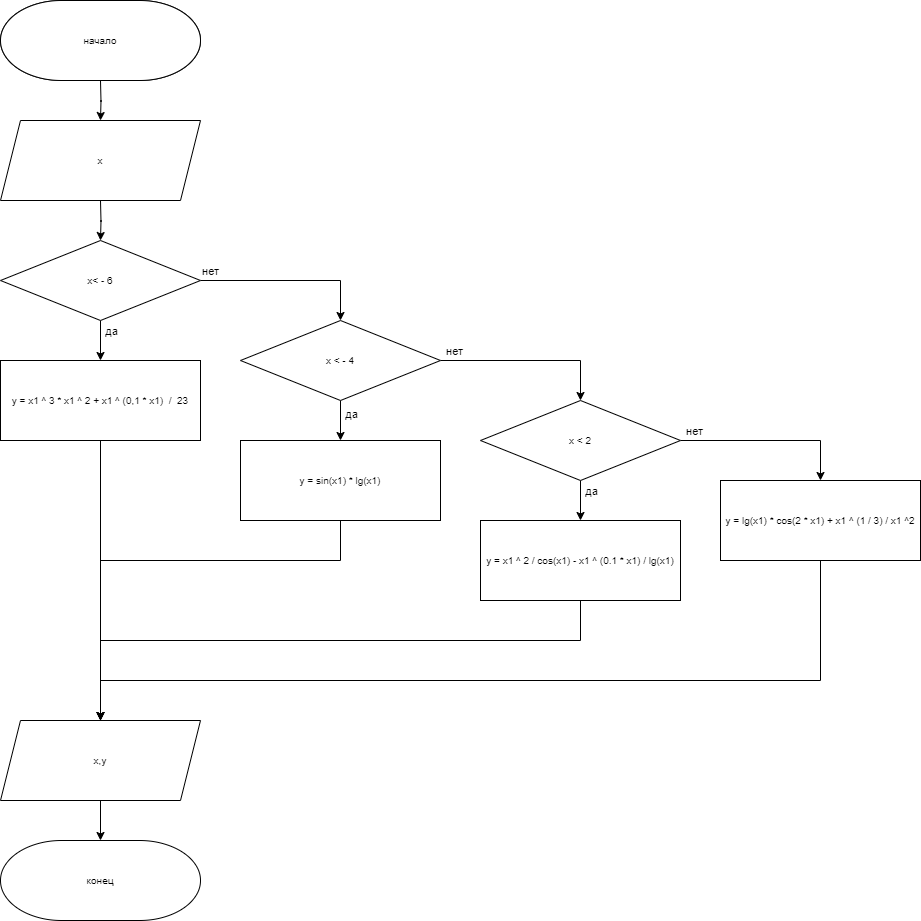 начало
x
x< - 6
нет
да
y = x1 ^ 3 * x1 ^ 2 + x1 ^ (0,1 * x1) / 23
x < - 4
нет
да
y = sin(x1) * lg(x1)
x < 2
нет
да
y = x1 ^ 2 / cos(x1) - x1 ^ (0.1 * x1) / lg(x1)
y = lg(x1) * cos(2 * x1) + x1 ^ (1 / 3) / x1 ^2
x,y
конец